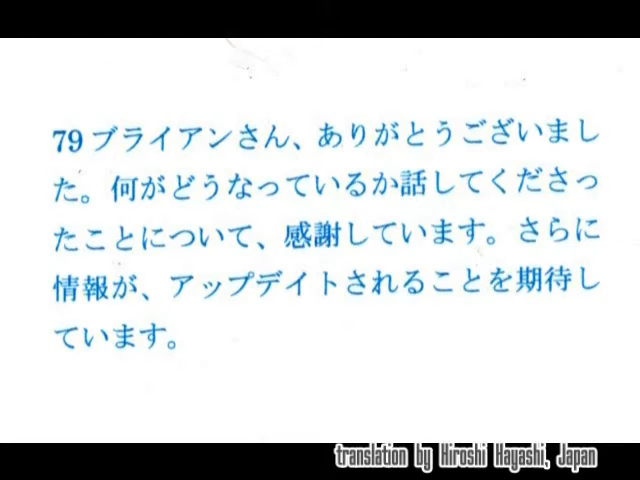 79 ブライアンさん、ありがとうございまし
た。何がどうなっているか話してくださっ
たことについて、感謝しています。さらに
情報が、アップデイトされることを期待し
ています。
translation by Hiroshi Hayashi, Japan